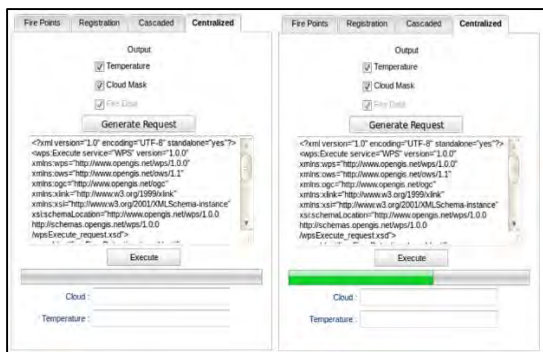 Fire Points Registration Cascaded Centralized
Output
Temperature
Cloud Mask
Fire Data
Generate Request
<?xml version="1.0" encoding="UTF-8" standalone="yes"?>
<wps:Execute service="WPS" version="1.0.0"
xmlns:wps="http://www.opengis.net/wps/1.0.0"
xmlns:ows="http://www.opengis.net/ows/1.1"
xmlns:ogc="http://www.opengis.net/ogc"
xmlns:xlink="http://www.w3.org/1999/xlink"
xmlns:xsi="http://www.w3.org/2001/XMLSchema-instance"
xsi:schemaLocation="http://www.opengis.net/wps/1.0.0
http://schemas.opengis.net/wps/1.0.0
/wpsExecute_request.xsd">
Execute
Cloud :
Temperature :
Fire Points Registration Cascaded Centralized
Output
Temperature
Cloud Mask
Fire Data
Generate Request
<?xml version="1.0" encoding="UTF-8" standalone="yes"?>
<wps:Execute service="WPS" version="1.0.0"
xmlns:wps="http://www.opengis.net/wps/1.0.0"
xmlns:ows="http://www.opengis.net/ows/1.1"
xmlns:ogc="http://www.opengis.net/ogc"
xmlns:xlink="http://www.w3.org/1999/xlink"
xmlns:xsi="http://www.w3.org/2001/XMLSchema-instance"
xsi:schemaLocation="http://www.opengis.net/wps/1.0.0
http://schemas.opengis.net/wps/1.0.0
/wpsExecute_request.xsd">
Execute
Cloud :
Temperature :